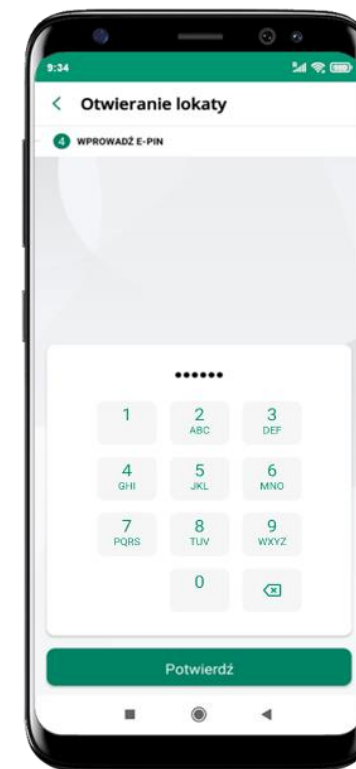 9:34
Otwieranie lokaty
4 WPROWADŹ E-PIN
••••••
1 2 3
ABC DEF
4 5 6
GHI JKL MNO
7 8 9
PQRS TUV WXYZ
0
Potwierdź